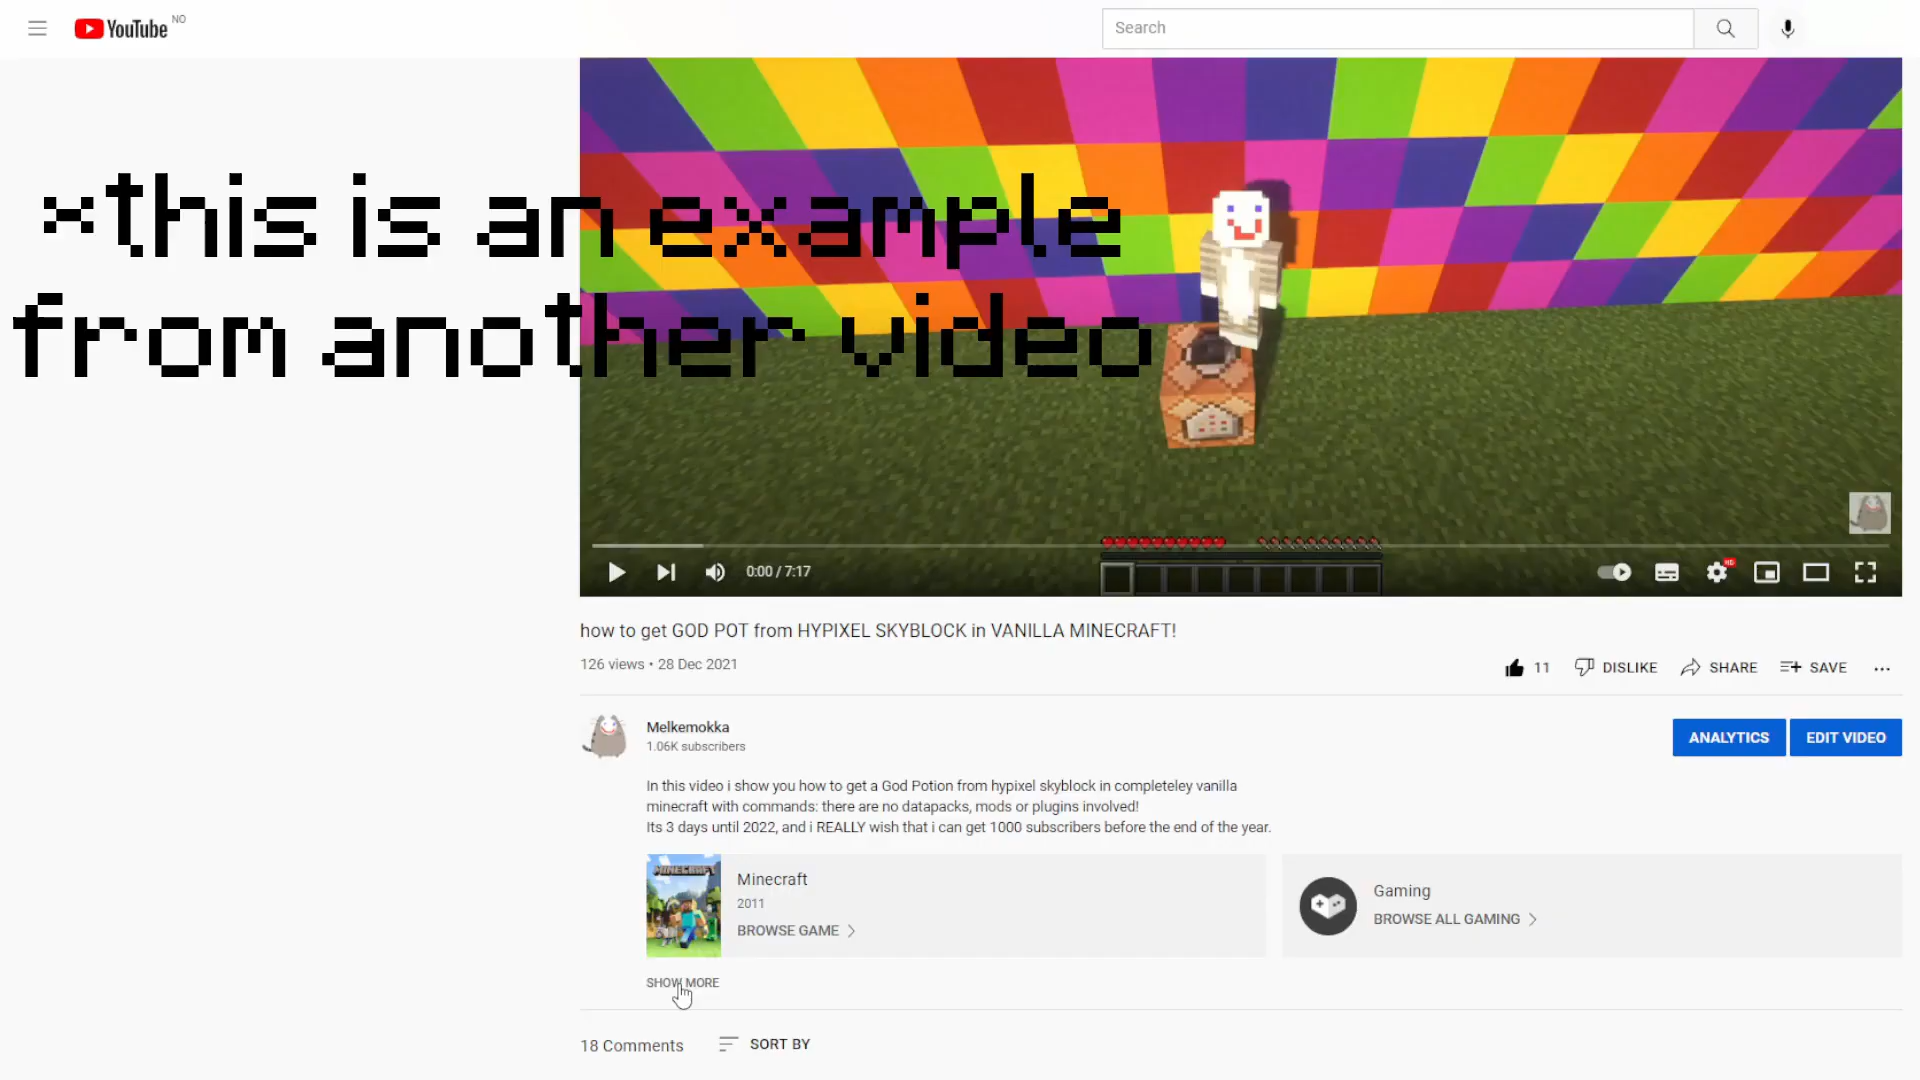 YouTube NO
Search
*this is an example
from another video
0:00 / 7:17
HD
how to get GOD POT from HYPIXEL SKYBLOCK in VANILLA MINECRAFT!
126 views • 28 Dec 2021
11 DISLIKE SHARE SAVE ...
Melkemokka
1.06K subscribers
ANALYTICS EDIT VIDEO
In this video i show you how to get a God Potion from hypixel skyblock in completeley vanilla
minecraft with commands: there are no datapacks, mods or plugins involved!
Its 3 days until 2022, and i REALLY wish that i can get 1000 subscribers before the end of the year.
MINECRAFT
Minecraft
2011
BROWSE GAME
Gaming
BROWSE ALL GAMING
SHOW MORE
18 Comments SORT BY